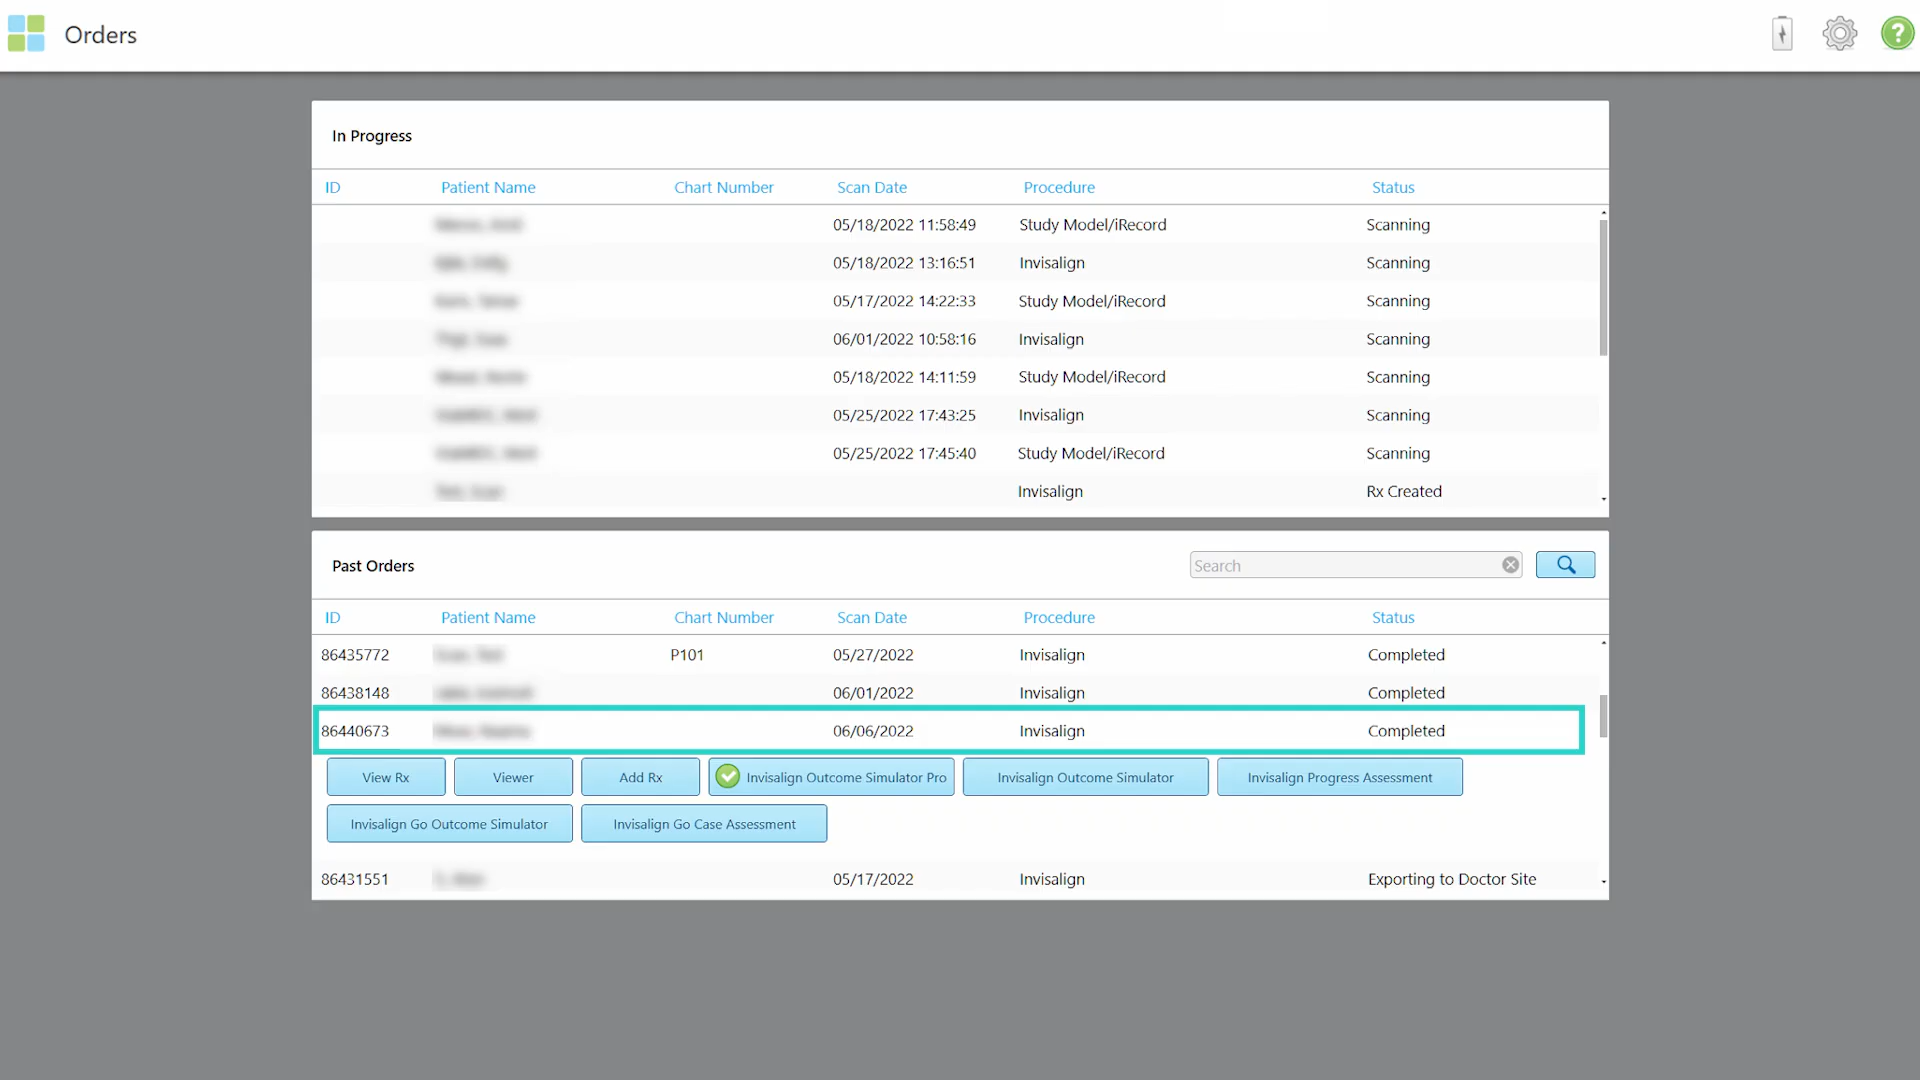 Orders
?
In Progress
ID Patient Name Chart Number Scan Date Procedure Status
05/18/2022 11:58:49 Study Model/iRecord Scanning
05/18/2022 13:16:51 Invisalign Scanning
05/17/2022 14:22:33 Study Model/iRecord Scanning
06/01/2022 10:58:16 Invisalign Scanning
05/18/2022 14:11:59 Study Model/iRecord Scanning
05/25/2022 17:43:25 Invisalign Scanning
05/25/2022 17:45:40 Study Model/iRecord Scanning
Invisalign Rx Created
Past Orders Search
ID Patient Name Chart Number Scan Date Procedure Status
86435772 P101 05/27/2022 Invisalign Completed
86438148 06/01/2022 Invisalign Completed
86440673 06/06/2022 Invisalign Completed
View Rx Viewer Add Rx Invisalign Outcome Simulator Pro Invisalign Outcome Simulator Invisalign Progress Assessment
Invisalign Go Outcome Simulator Invisalign Go Case Assessment
86431551 05/17/2022 Invisalign Exporting to Doctor Site